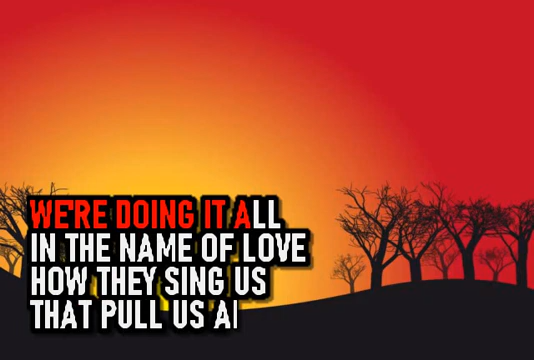 WE'RE DOING IT ALL
IN THE NAME OF LOVE
HOW THEY SING US
THAT PULL US